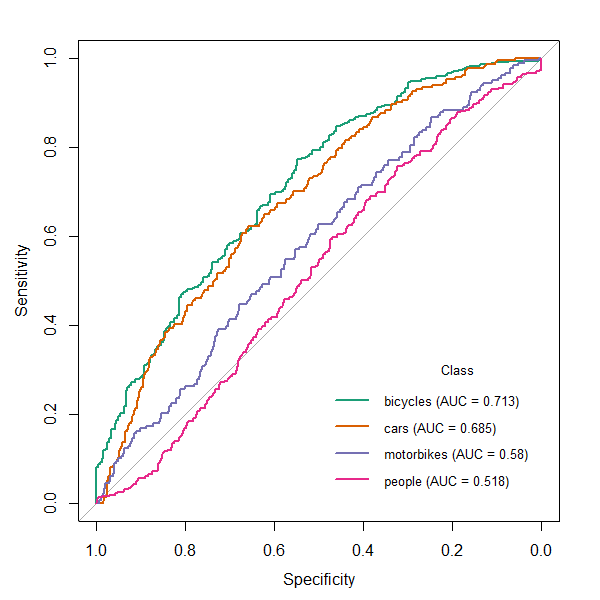 1.0
0.8
0.6
0.4
0.2
0.0
Sensitivity
Class
bicycles (AUC = 0.713)
cars (AUC = 0.685)
motorbikes (AUC = 0.58)
people (AUC = 0.518)
1.0 0.8 0.6 0.4 0.2 0.0
Specificity